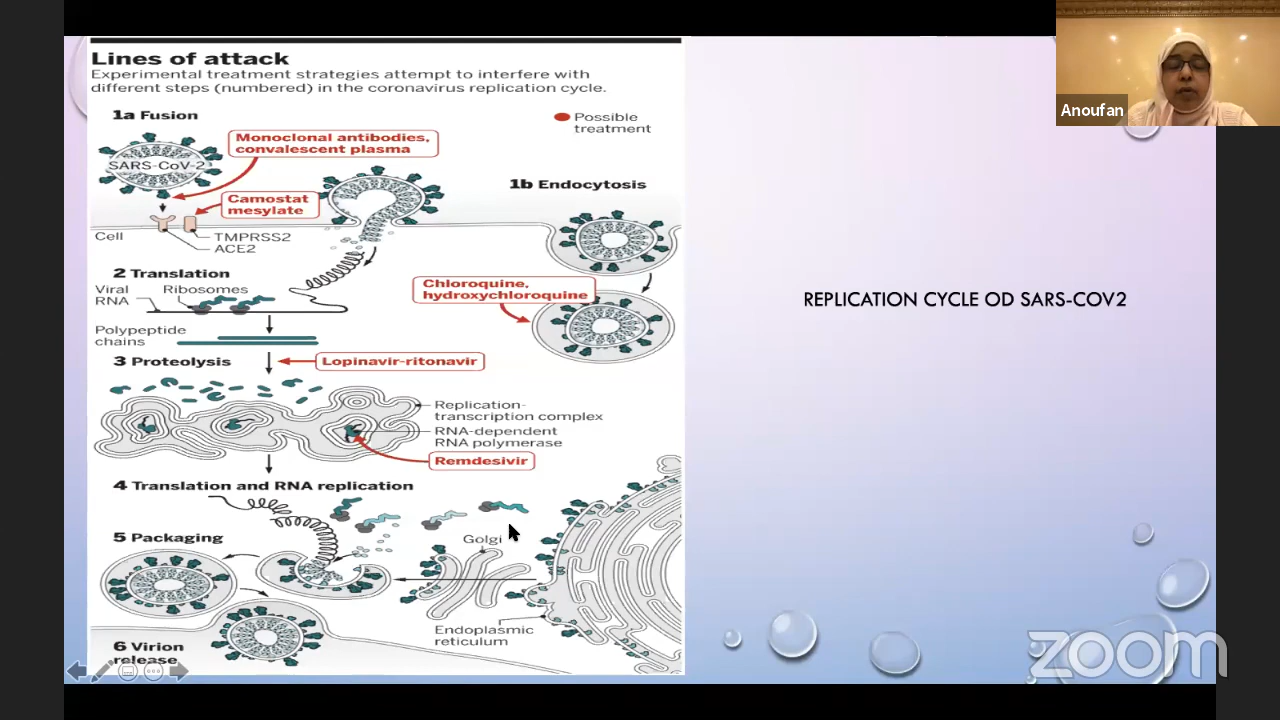 Lines of attack
Experimental treatment strategies attempt to interfere with
different steps (numbered) in the coronavirus replication cycle.
1a Fusion
Possible
treatment
Monoclonal antibodies,
convalescent plasma
SARS-CoV-2
1b Endocytosis
Camostat
mesylate
Cell
TMPRSS2
ACE2
2 Translation
Viral
RNA
Ribosomes
Chloroquine,
hydroxychloroquine
Polypeptide
chains
3 Proteolysis
Lopinavir-ritonavir
Replication-
transcription complex
RNA-dependent
RNA polymerase
Remdesivir
4 Translation and RNA replication
5 Packaging
Golgi
Endoplasmic
reticulum
6 Virion
release
REPLICATION CYCLE OD SARS-COV2
Anoufan
zoom